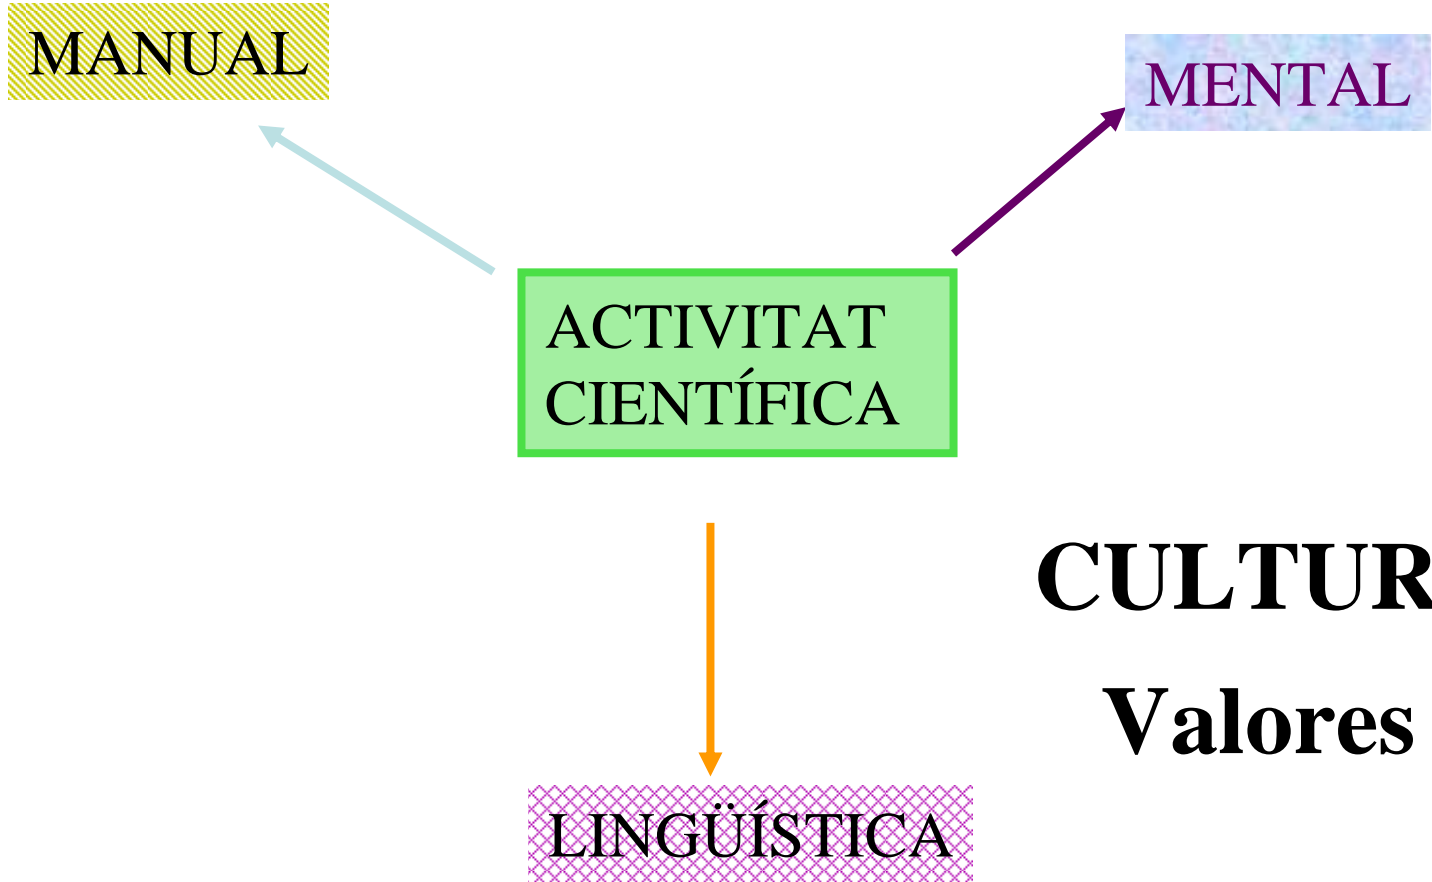 MANUAL
MENTAL
ACTIVITAT
CIENTÍFICA
CULTUR
Valores
LINGÜÍSTICA